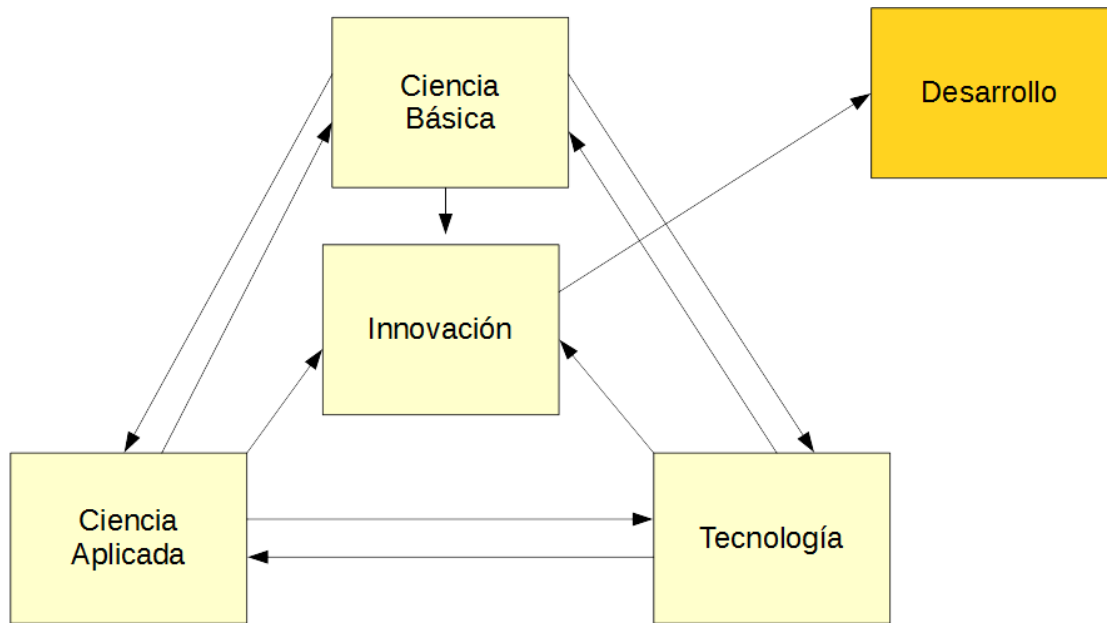 Ciencia
Básica
Desarrollo
Innovación
Ciencia
Aplicada
Tecnología